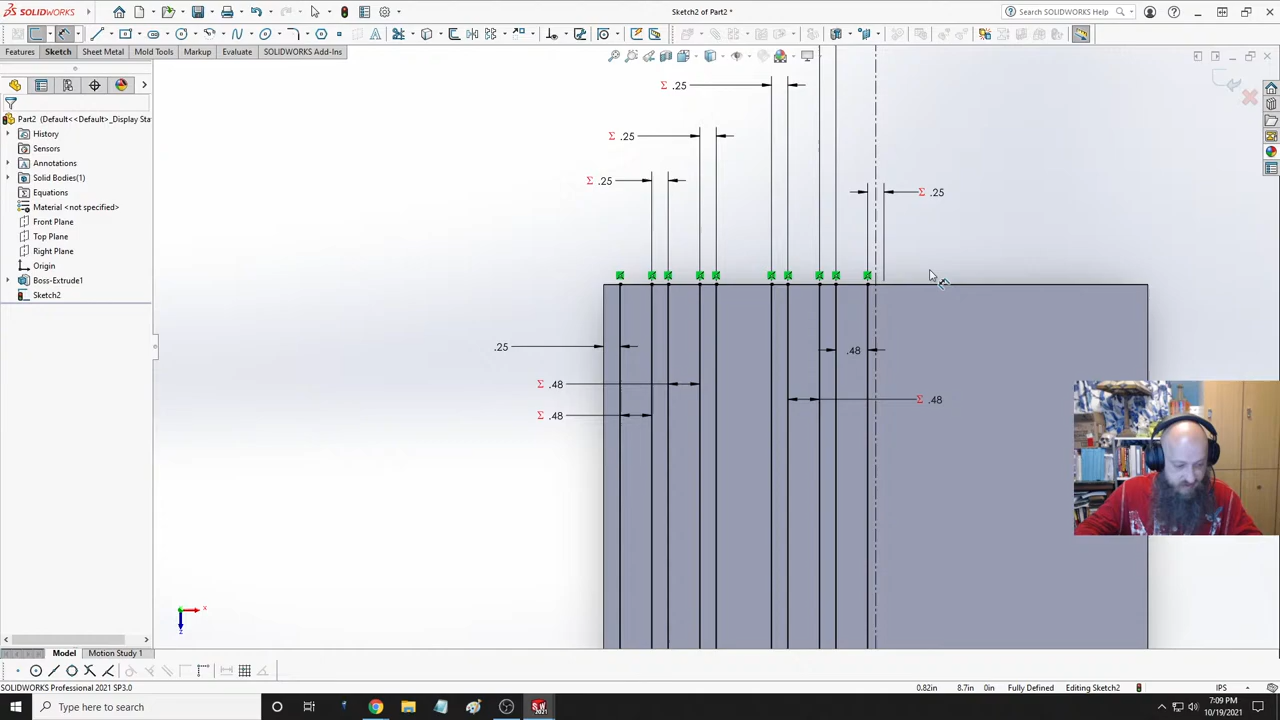 SOLIDWORKS
Sketch2 of Part2 *
Search SOLIDWORKS Help
Features
Sketch
Sheet Metal
Mold Tools
Markup
Evaluate
SOLIDWORKS Add-Ins
Part2 (Default<<Default>_Display Sta
History
Sensors
Annotations
Solid Bodies(1)
Equations
Material <not specified>
Front Plane
Top Plane
Right Plane
Origin
Boss-Extrude1
Sketch2
Σ .25
Σ .25
Σ .25
Σ .25
.25
.48
Σ .48
Σ .48
Σ .48
x
z
Model
Motion Study 1
SOLIDWORKS Professional 2021 SP3.0
0.82in
8.7in
0in
Fully Defined
Editing Sketch2
IPS
Type here to search
7:09 PM
10/19/2021